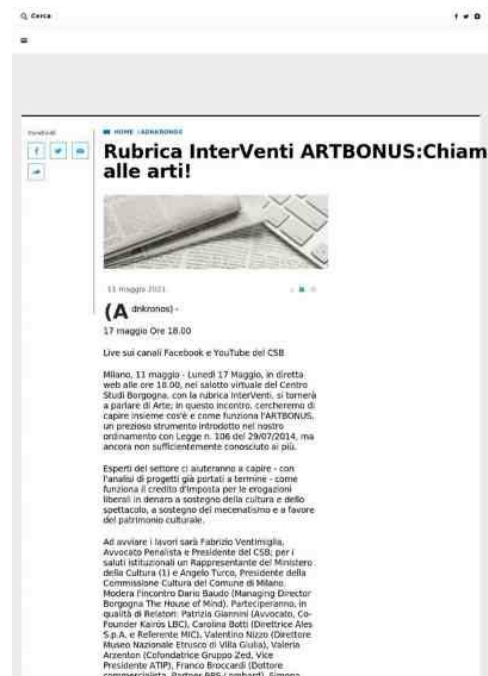 Cerca
Condividi
HOME ›ADNKRONOS
Rubrica InterVenti ARTBONUS:Chiam
alle arti!
11 maggio 2021
(Adnkronos) -
17 maggio Ore 18.00
Live sui canali Facebook e YouTube del CSB
Milano, 11 maggio - Lunedì 17 Maggio, in diretta
web alle ore 18.00, nel salotto virtuale del Centro
Studi Borgogna, con la rubrica InterVenti, si tornerà
a parlare di Arte; in questo incontro, cercheremo di
capire insieme cos'è e come funziona l'ARTBONUS,
un prezioso strumento introdotto nel nostro
ordinamento con Legge n. 106 del 29/07/2014, ma
ancora non sufficientemente conosciuto ai più.
Esperti del settore ci aiuteranno a capire - con
l'analisi di progetti già portati a termine - come
funziona il credito d'imposta per le erogazioni
liberali in denaro a sostegno della cultura e dello
spettacolo, a sostegno del mecenatismo e a favore
del patrimonio culturale.
Ad avviare i lavori sarà Fabrizio Ventimiglia,
Avvocato Penalista e Presidente del CSB; per i
saluti istituzionali un Rappresentante del Ministero
della Cultura (1) e Angelo Turco, Presidente della
Commissione Cultura del Comune di Milano.
Modera l'incontro Dario Baudo (Managing Director
Borgogna The House of Mind). Parteciperanno, in
qualità di Relatori: Patrizia Giannini (Avvocato, Co-
Founder Kairòs LBC), Carolina Botti (Direttrice Ales
S.p.A. e Referente MIC), Valentino Nizzo (Direttore
Museo Nazionale Etrusco di Villa Giulia), Valeria
Arzenton (Cofondatrice Gruppo Zed, Vice
Presidente ATIP), Franco Broccardi (Dottore
commercialista, Partner BBS-Lombard), Simona